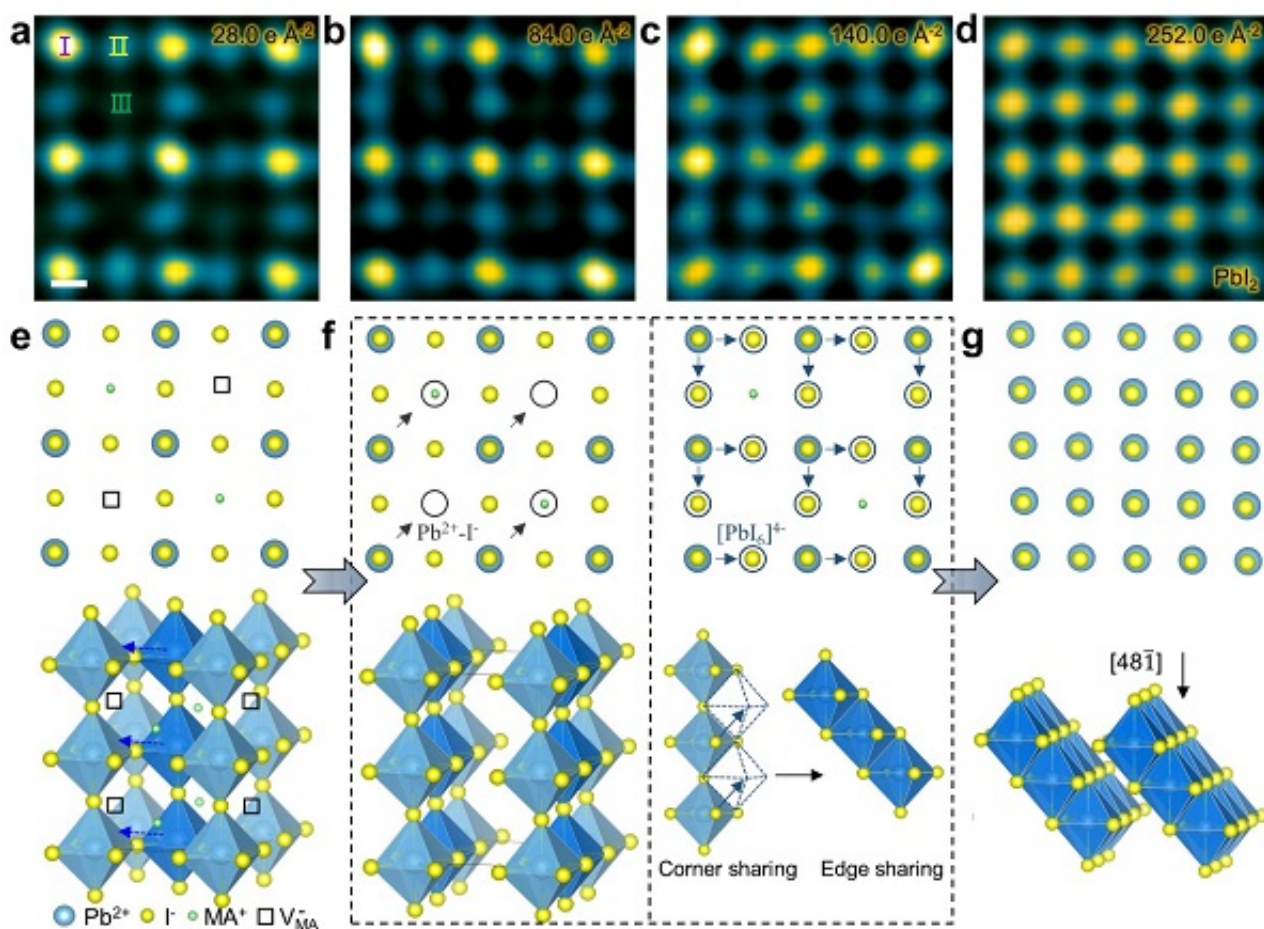 a
I
II
28.0 e Å⁻²
III
b
84.0 e Å⁻²
c
140.0 e Å⁻²
d
252.0 e Å⁻²
PbI₂
e
f
Pb²⁺-I⁻
[PbI₆]⁴⁻
g
[481̅]
Corner sharing
Edge sharing
Pb²⁺ I⁻ MA⁺ V⁻MA